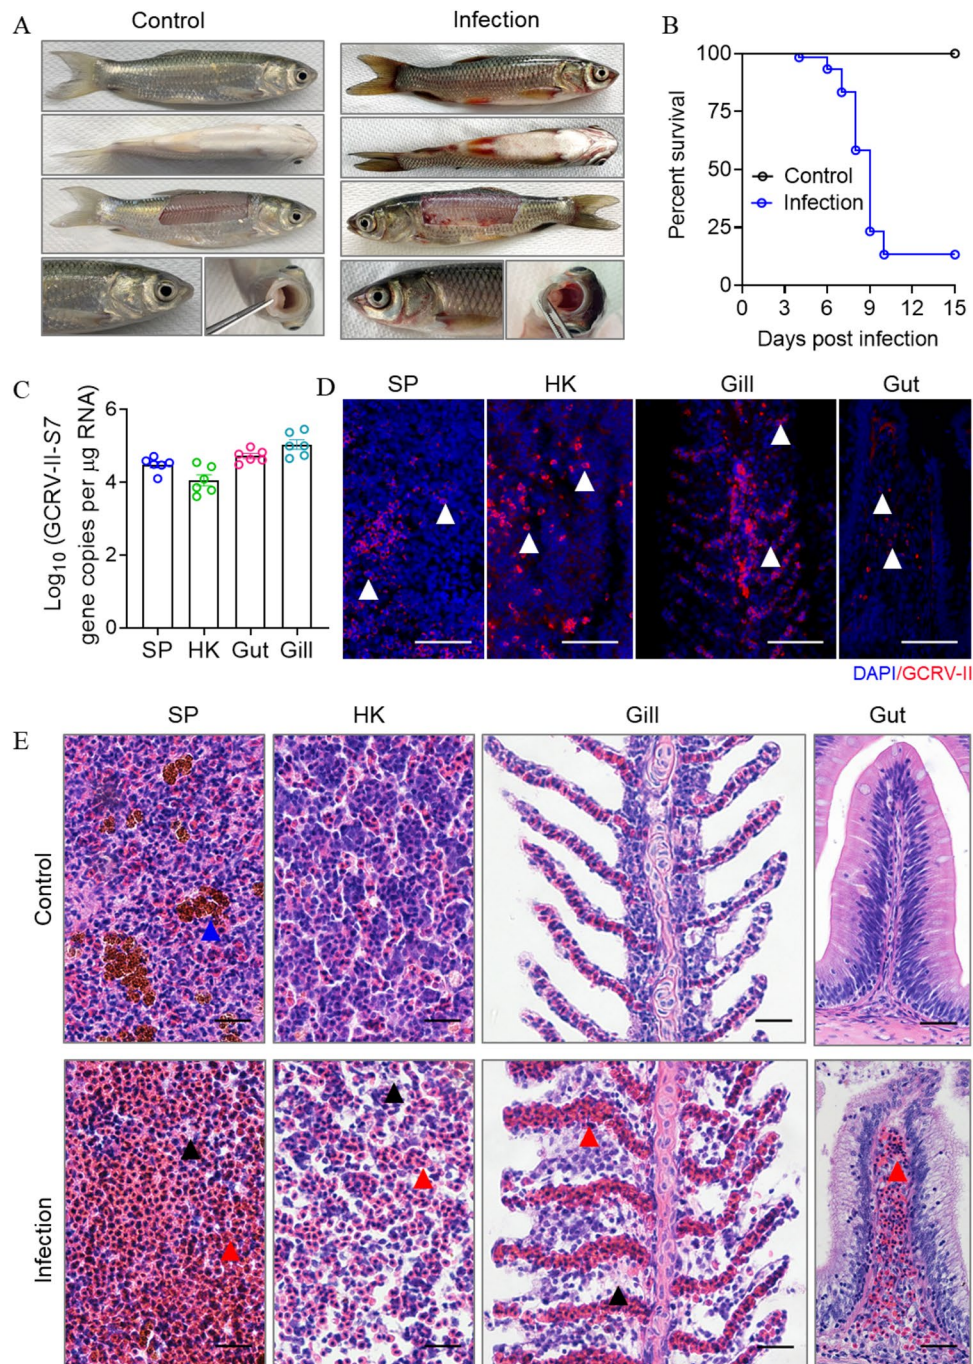 A
Control
Infection
B
Percent survival
100
75
50
25
0
Control
Infection
0 3 6 9 12 15
Days post infection
C
Log10 (GCRV-II-S7
gene copies per μg RNA)
6
4
2
0
SP HK Gut Gill
D
SP HK Gill Gut
DAPI/GCRV-II
E
SP HK Gill Gut
Control
Infection